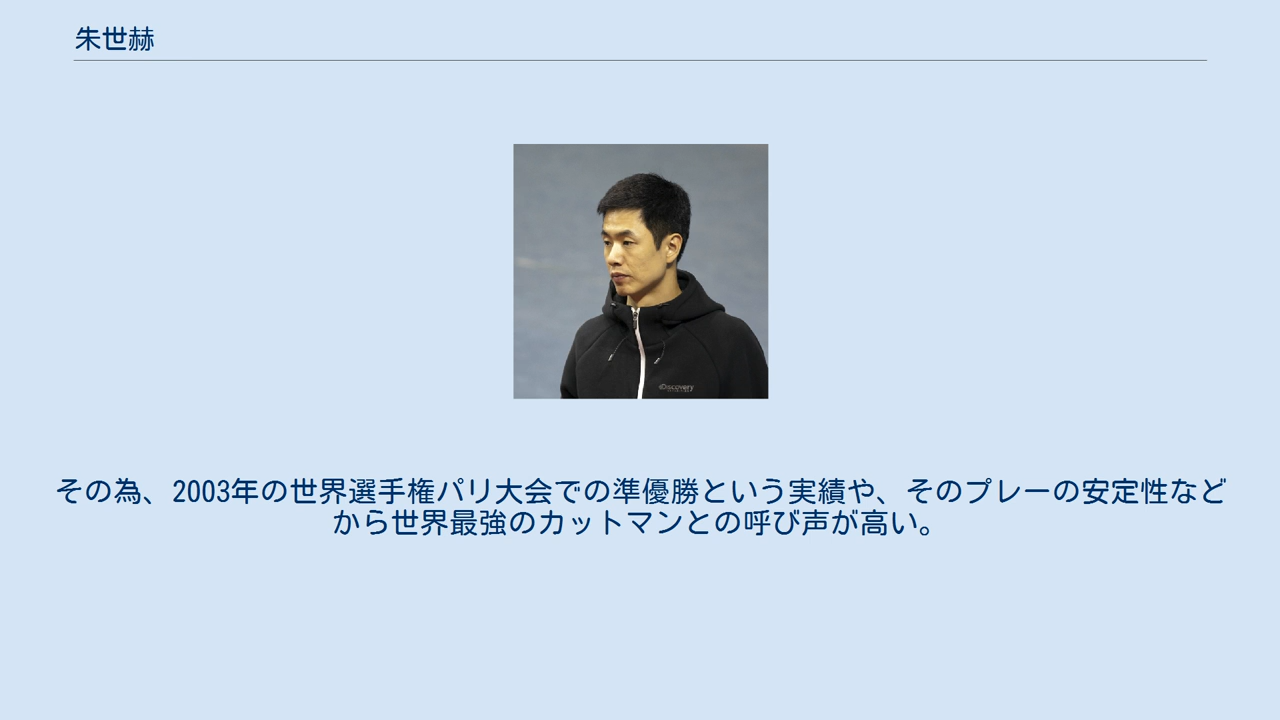 朱世赫
Discovery
その為、2003年の世界選手権パリ大会での準優勝という実績や、そのプレーの安定性など
から世界最強のカットマンとの呼び声が高い。